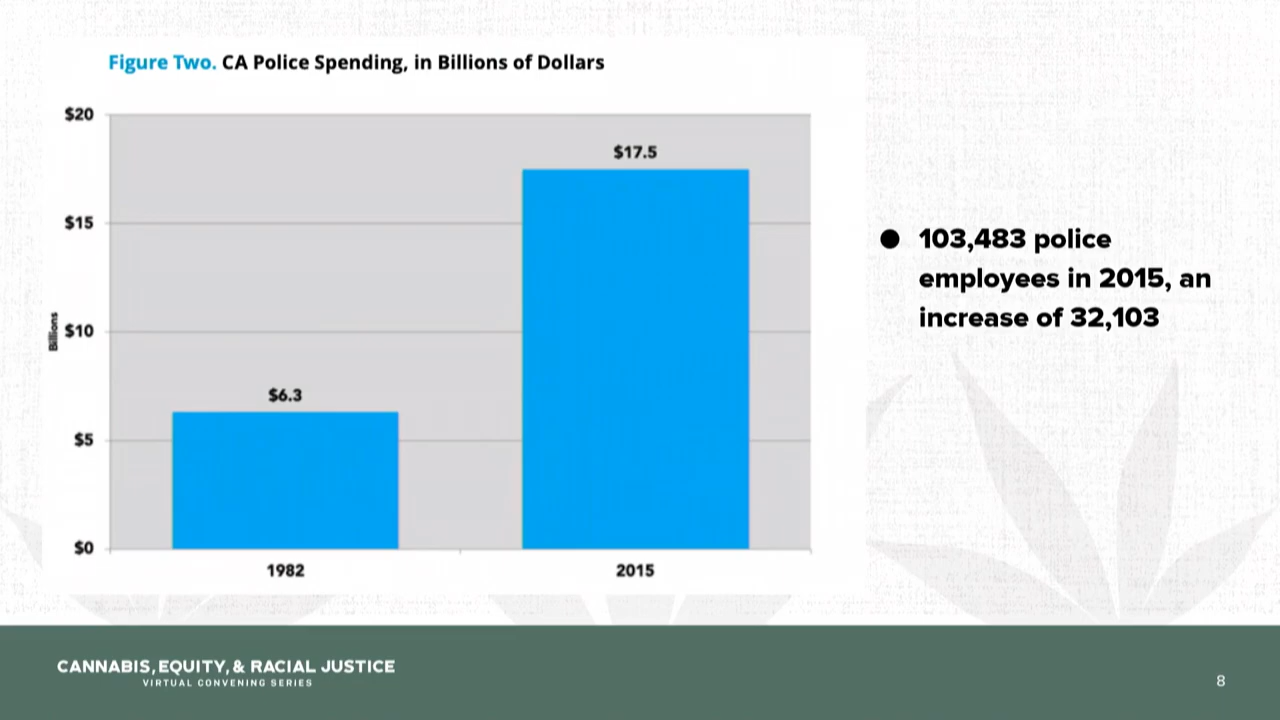 Figure Two. CA Police Spending, in Billions of Dollars
$20
$15
$10
$5
$0
Billions
$6.3
$17.5
1982
2015
● 103,483 police
employees in 2015, an
increase of 32,103
CANNABIS, EQUITY, & RACIAL JUSTICE
VIRTUAL CONVENING SERIES
8